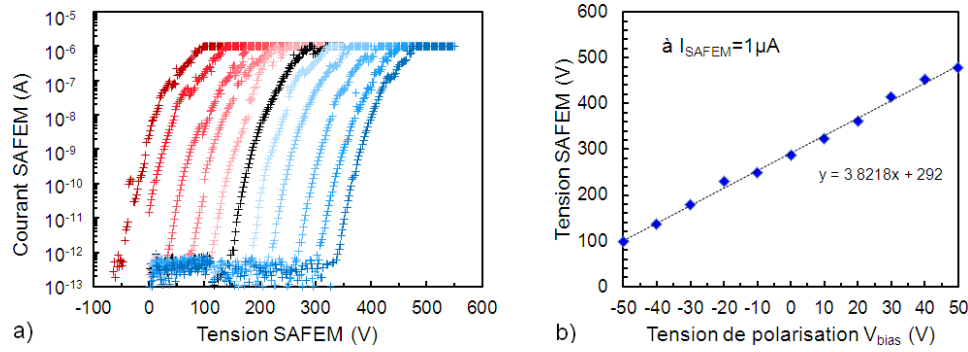 10⁻⁵
10⁻⁶
10⁻⁷
10⁻⁸
10⁻⁹
10⁻¹⁰
10⁻¹¹
10⁻¹²
10⁻¹³
Courant SAFEM (A)
-100 0 100 200 300 400 500 600
a) Tension SAFEM (V)
600
500
400
300
200
100
0
Tension SAFEM (V)
à I_SAFEM=1µA
y = 3.8218x + 292
-50 -40 -30 -20 -10 0 10 20 30 40 50
b) Tension de polarisation V_bias (V)